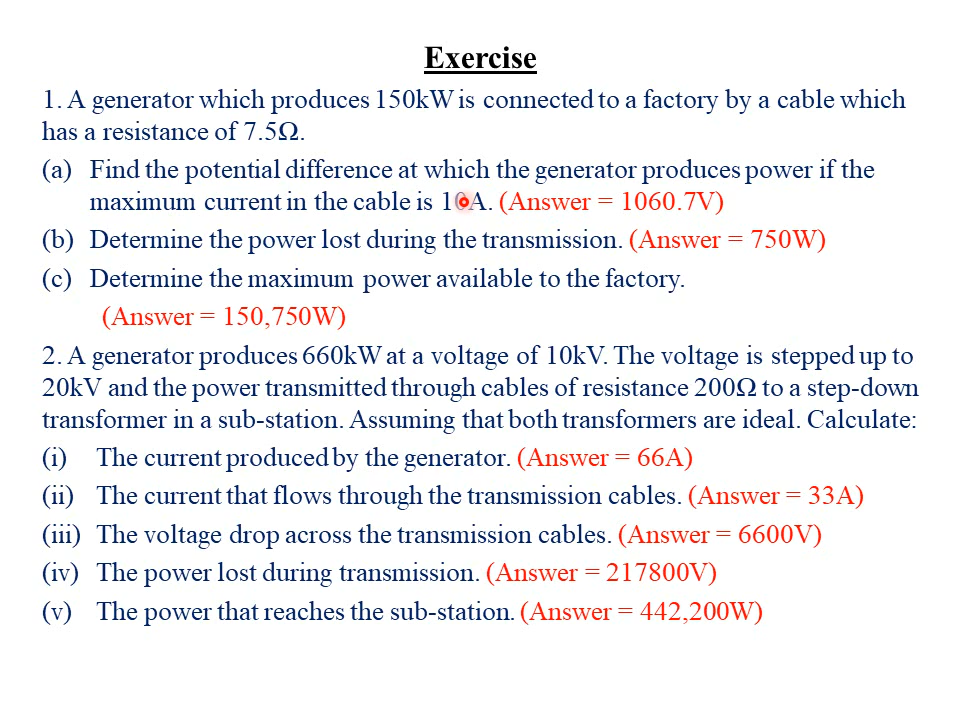 Exercise
1. A generator which produces 150kW is connected to a factory by a cable which
has a resistance of 7.5Ω.
(a) Find the potential difference at which the generator produces power if the
maximum current in the cable is 10A. (Answer = 1060.7V)
(b) Determine the power lost during the transmission. (Answer = 750W)
(c) Determine the maximum power available to the factory.
(Answer = 150,750W)
2. A generator produces 660kW at a voltage of 10kV. The voltage is stepped up to
20kV and the power transmitted through cables of resistance 200Ω to a step-down
transformer in a sub-station. Assuming that both transformers are ideal. Calculate:
(i) The current produced by the generator. (Answer = 66A)
(ii) The current that flows through the transmission cables. (Answer = 33A)
(iii) The voltage drop across the transmission cables. (Answer = 6600V)
(iv) The power lost during transmission. (Answer = 217800V)
(v) The power that reaches the sub-station. (Answer = 442,200W)